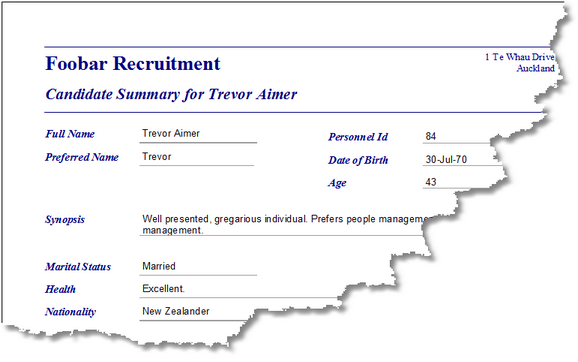 1 Te Whau Drive
Foobar Recruitment
Auckland
Candidate Summary for Trevor Aimer
Full Name Trevor Aimer Personnel Id 84
Preferred Name Trevor Date of Birth 30-Jul-70
Age 43
Synopsis Well presented, gregarious individual. Prefers people
management.
Marital Status Married
Health Excellent.
Nationality New Zealander